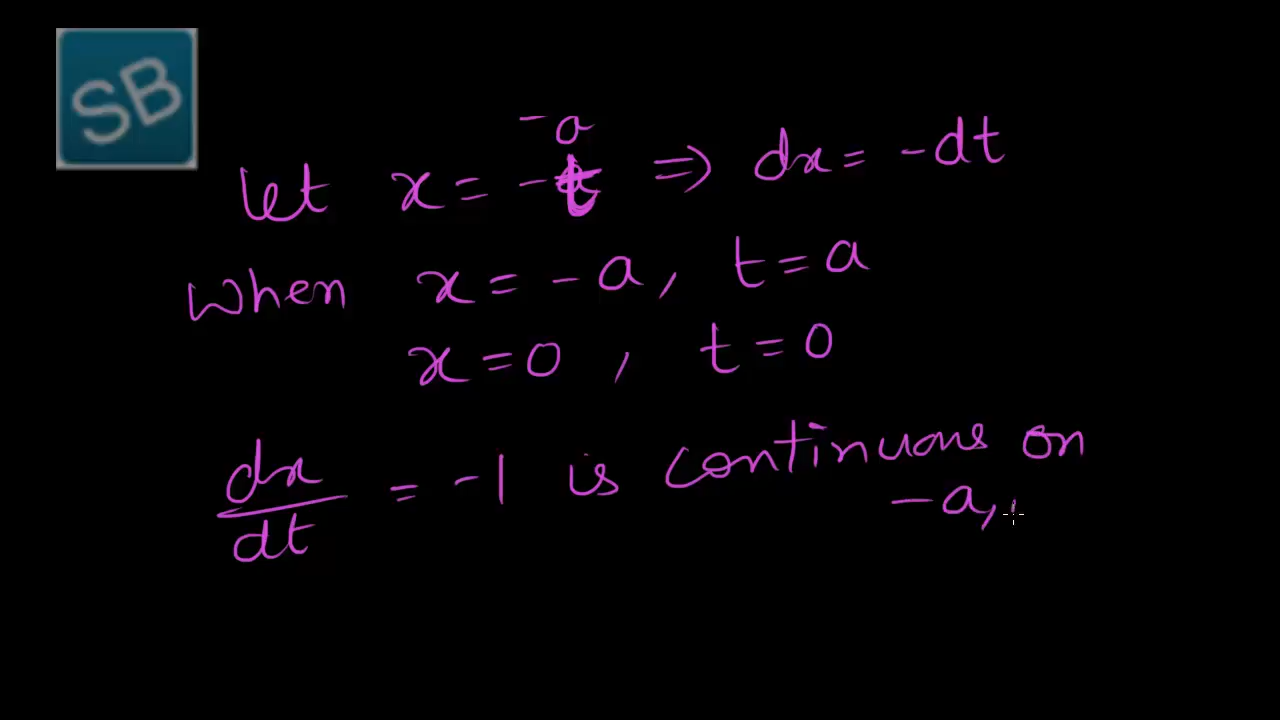 SB
-a
let x = -t ⇒ dx = -dt
when x = -a, t = a
x = 0, t = 0
dx/dt = -1 is continuous on
-a,